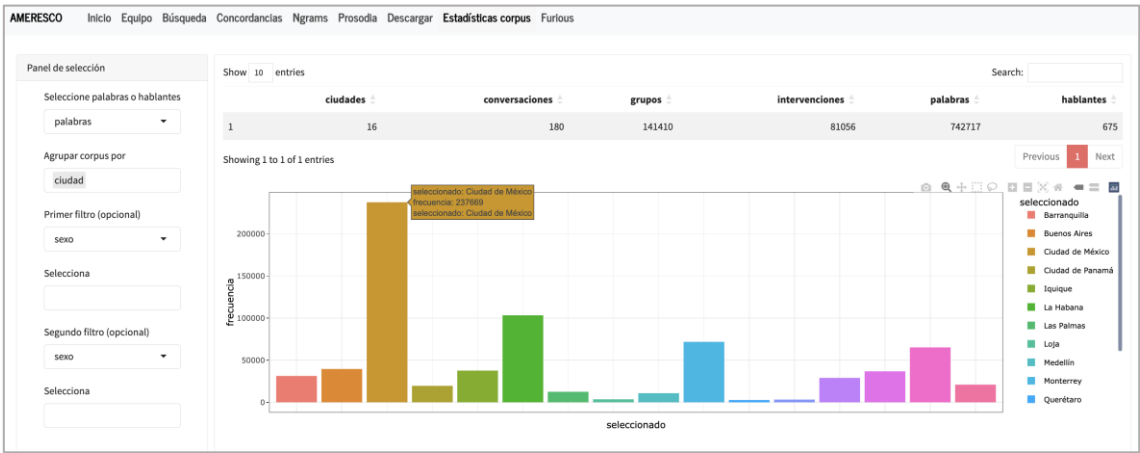 AMERESCO Inicio Equipo Búsqueda Concordancias Ngrams Prosodia Descargar Estadísticas corpus Furious
Panel de selección
Seleccione palabras o hablantes
palabras
Agrupar corpus por
ciudad
Primer filtro (opcional)
sexo
Selecciona
Segundo filtro (opcional)
sexo
Selecciona
Show 10 entries
Search:
ciudades conversaciones grupos intervenciones palabras hablantes
1 16 180 141410 81056 742717 675
Showing 1 to 1 of 1 entries
Previous 1 Next
seleccionado: Ciudad de México
frecuencia: 237669
seleccionado: Ciudad de México
frecuencia
200000
150000
100000
50000
0
seleccionado
seleccionado
Barranquilla
Buenos Aires
Ciudad de México
Ciudad de Panamá
Iquique
La Habana
Las Palmas
Loja
Medellín
Monterrey
Querétaro